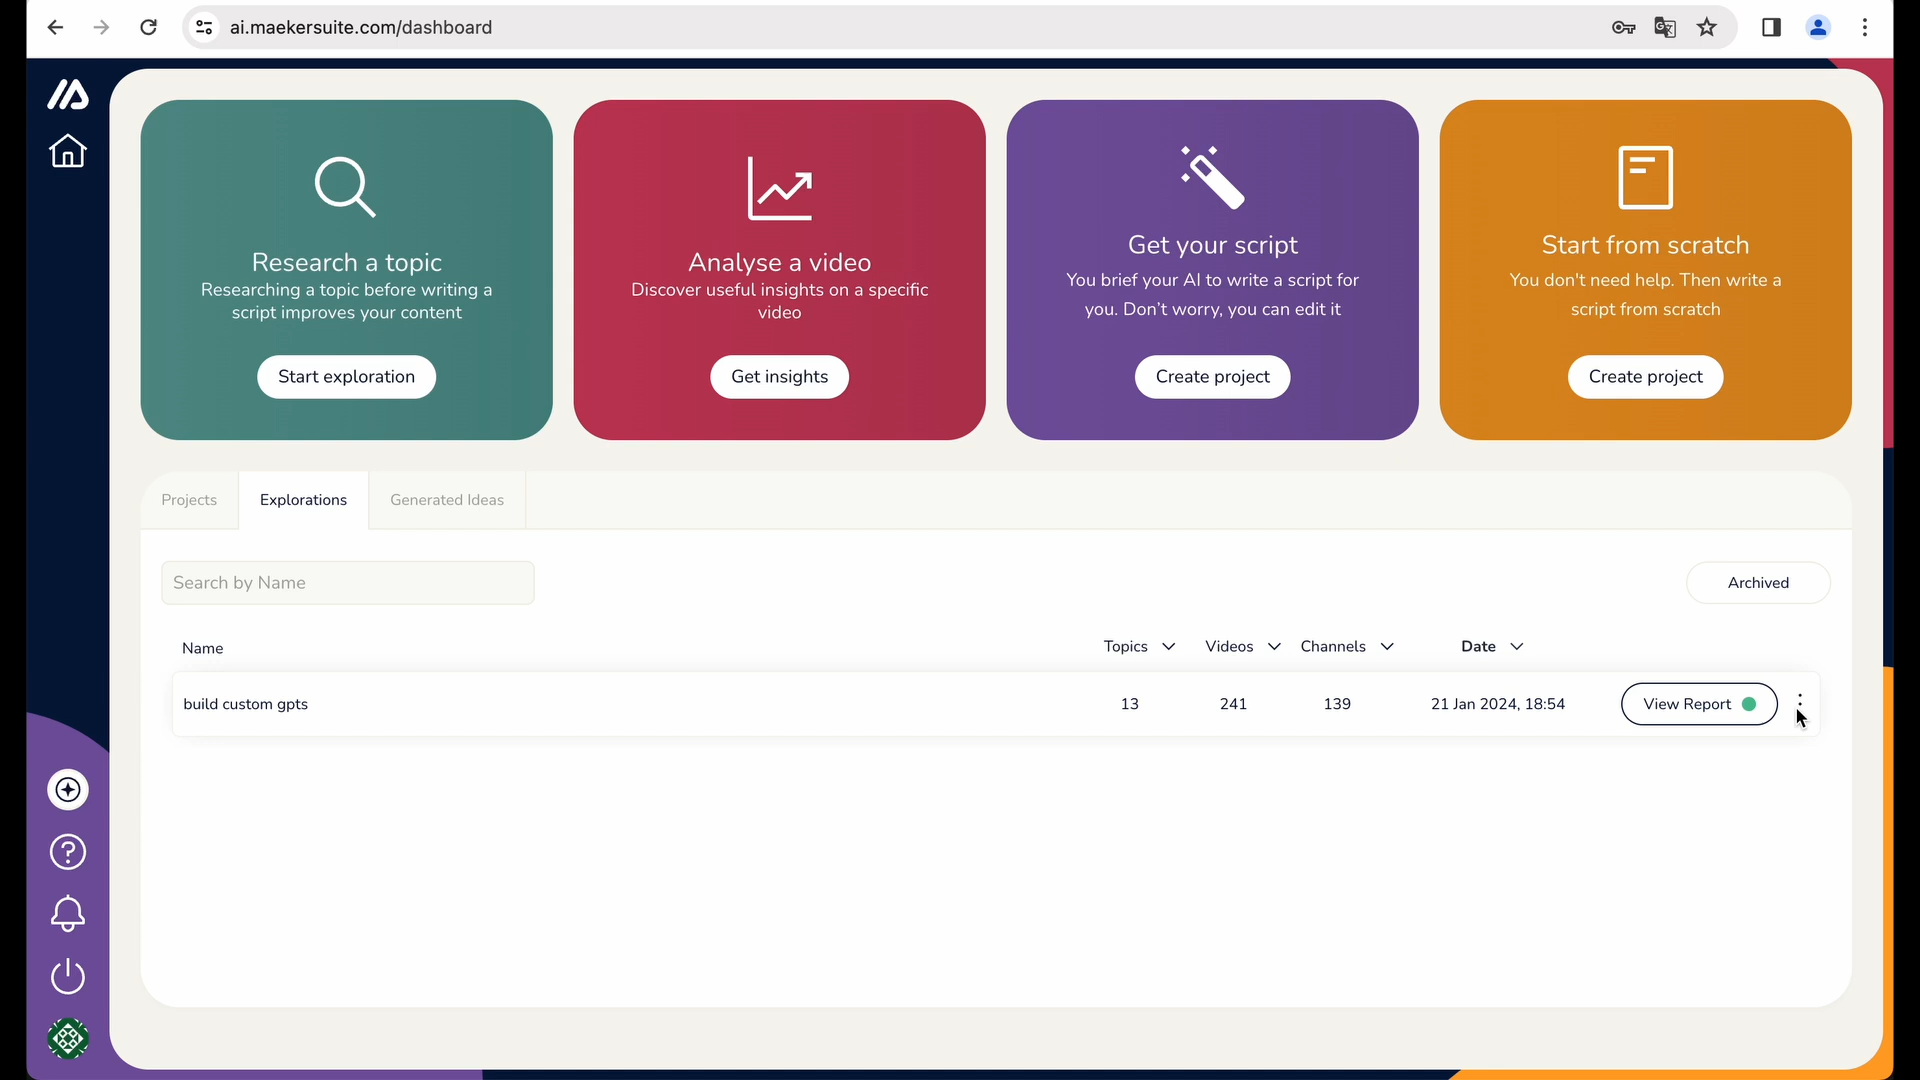 ai.maekersuite.com/dashboard
Research a topic
Researching a topic before writing a
script improves your content
Start exploration
Analyse a video
Discover useful insights on a specific
video
Get insights
Get your script
You brief your AI to write a script for
you. Don't worry, you can edit it
Create project
Start from scratch
You don't need help. Then write a
script from scratch
Create project
Projects
Explorations
Generated Ideas
Search by Name
Archived
Name
Topics
Videos
Channels
Date
build custom gpts
13
241
139
21 Jan 2024, 18:54
View Report